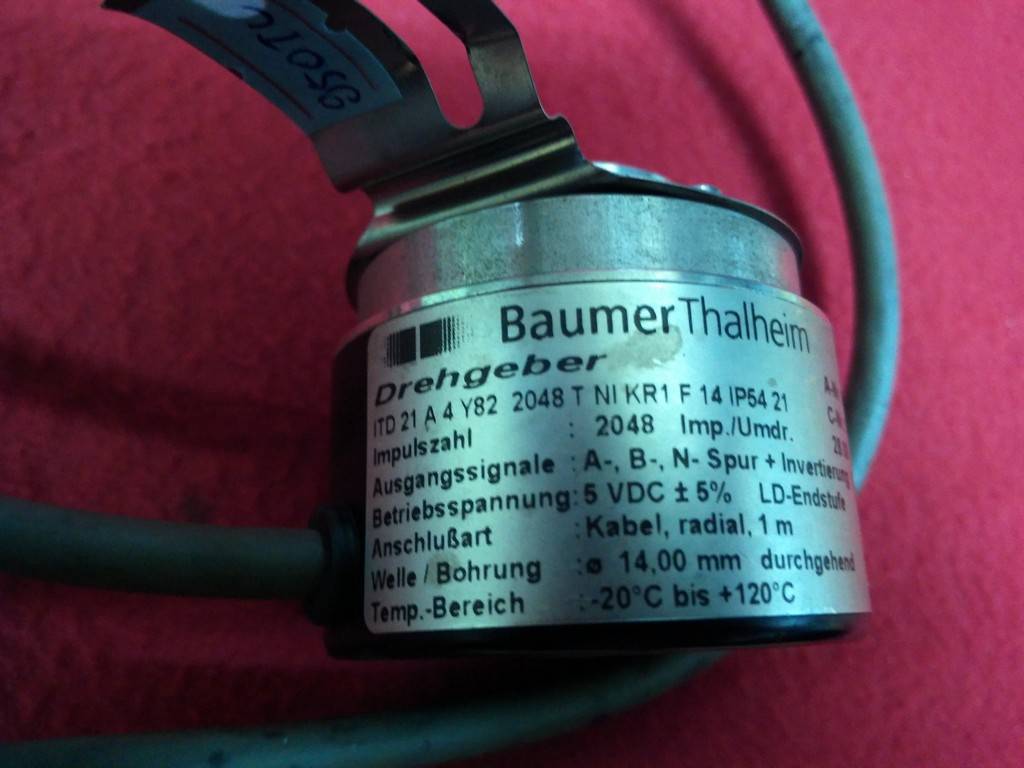 950TC
BaumerThalheim
Drehgeber
ITD 21 A 4 Y82 2048 T NI KR1 F 14 IP54 21
Impulszahl : 2048 Imp./Umdr.
Ausgangssignale : A-, B-, N- Spur + Invertierung
Betriebsspannung: 5 VDC ± 5% LD-Endstufe
Anschlußart : Kabel, radial, 1 m
Welle / Bohrung : ø 14,00 mm durchgehend
Temp.-Bereich : -20°C bis +120°C